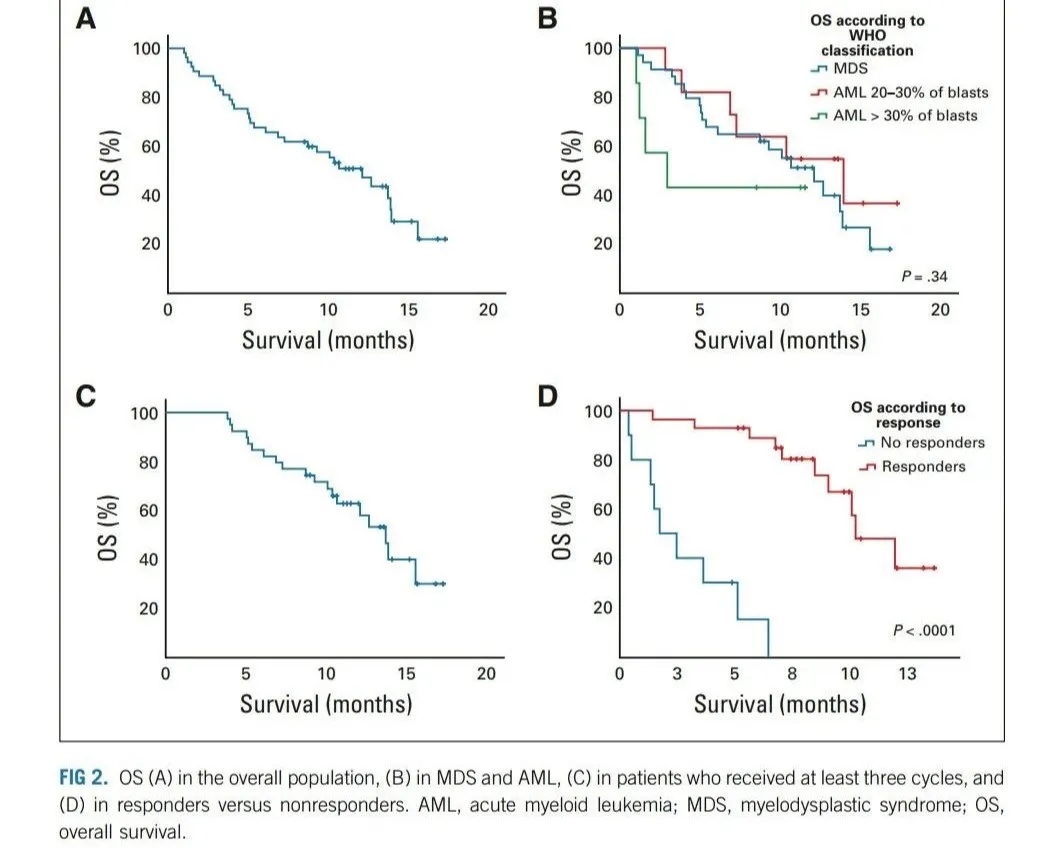 A
OS (%)
100
80
60
40
20
0 5 10 15 20
Survival (months)
B
OS (%)
100
80
60
40
20
0 5 10 15 20
Survival (months)
OS according to
WHO
classification
MDS
AML 20–30% of blasts
AML > 30% of blasts
P = .34
C
OS (%)
100
80
60
40
20
0 5 10 15 20
Survival (months)
D
OS (%)
100
80
60
40
20
0 3 5 8 10 13
Survival (months)
OS according to
response
No responders
Responders
P < .0001
FIG 2. OS (A) in the overall population, (B) in MDS and AML, (C) in patients who received at least three cycles, and
(D) in responders versus nonresponders. AML, acute myeloid leukemia; MDS, myelodysplastic syndrome; OS,
overall survival.